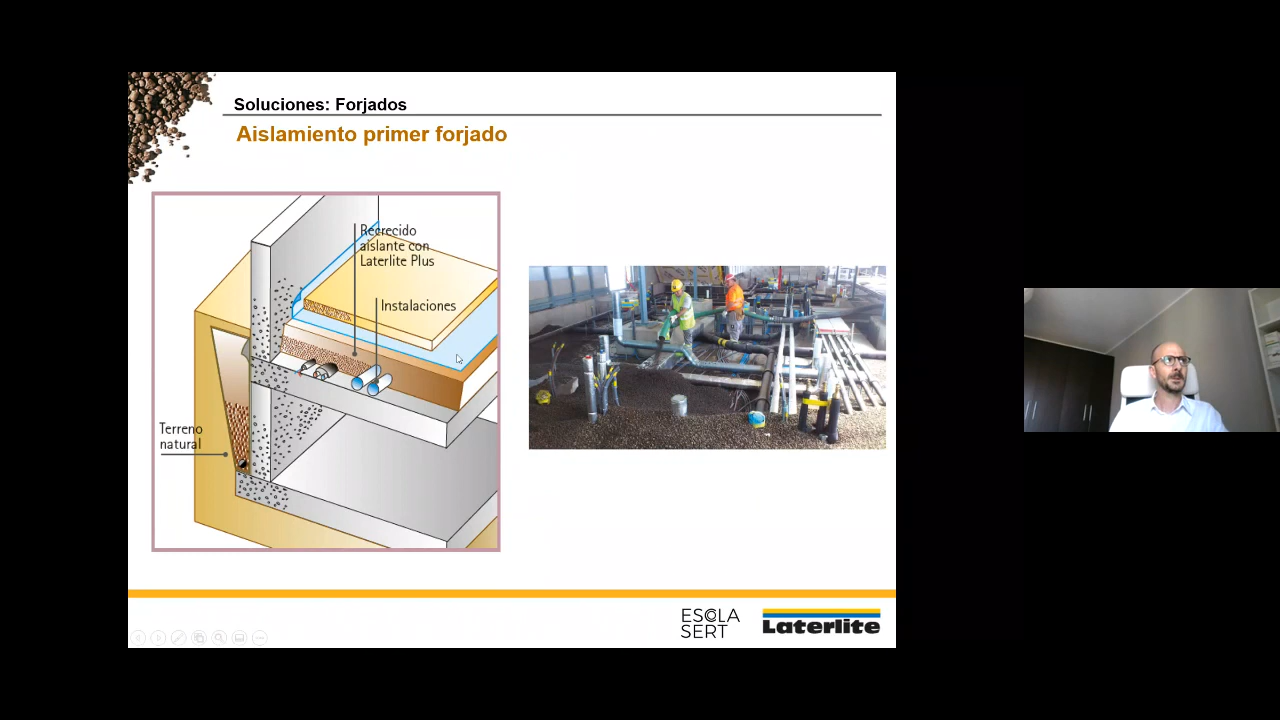 Soluciones: Forjados
Aislamiento primer forjado
Recrecido
aislante con
Laterlite Plus
Instalaciones
Terreno
natural
ESCOLA
SERT
Laterlite